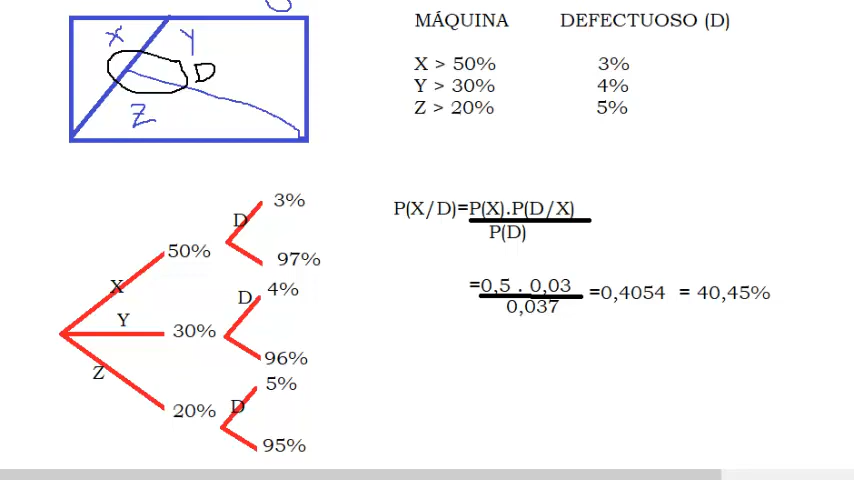 X
Y
D
Z
MÁQUINA DEFECTUOSO (D)
X > 50% 3%
Y > 30% 4%
Z > 20% 5%
3%
D
50%
97%
X
D 4%
Y
30%
96%
Z
5%
20%
D
95%
P(X/D)=P(X).P(D/X)
P(D)
=0,5 . 0,03 =0,4054 = 40,45%
0,037